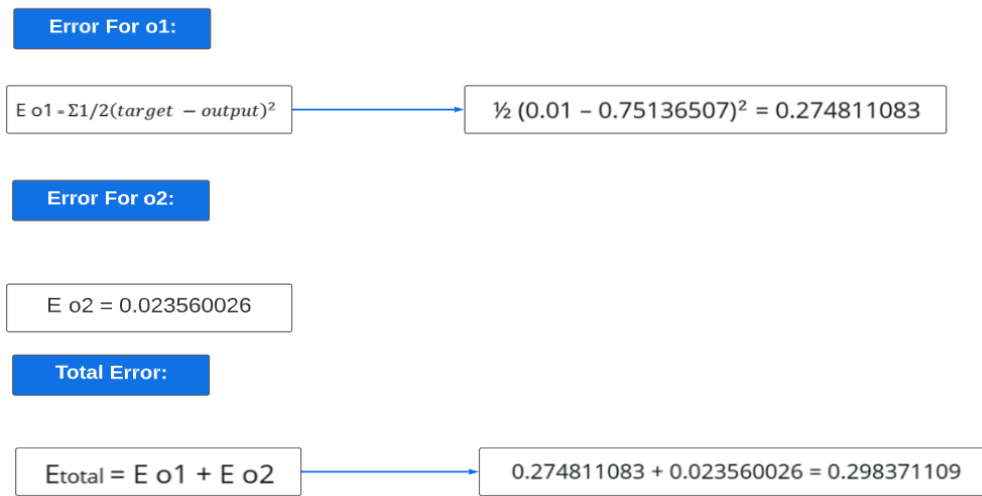 Error For o1:
E o1 = Σ1/2(target − output)²
½ (0.01 – 0.75136507)² = 0.274811083
Error For o2:
E o2 = 0.023560026
Total Error:
Etotal = E o1 + E o2
0.274811083 + 0.023560026 = 0.298371109